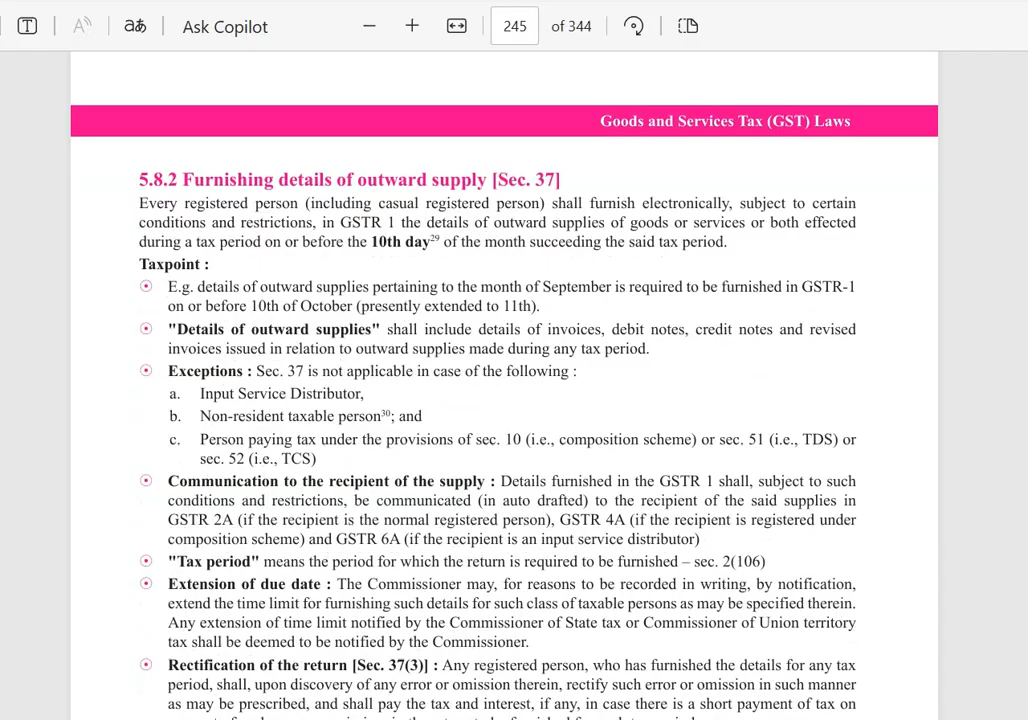 Ask Copilot
245 of 344
Goods and Services Tax (GST) Laws
5.8.2 Furnishing details of outward supply [Sec. 37]
Every registered person (including casual registered person) shall furnish electronically, subject to certain
conditions and restrictions, in GSTR 1 the details of outward supplies of goods or services or both effected
during a tax period on or before the 10th day29 of the month succeeding the said tax period.
Taxpoint :
E.g. details of outward supplies pertaining to the month of September is required to be furnished in GSTR-1
on or before 10th of October (presently extended to 11th).
"Details of outward supplies" shall include details of invoices, debit notes, credit notes and revised
invoices issued in relation to outward supplies made during any tax period.
Exceptions : Sec. 37 is not applicable in case of the following :
a. Input Service Distributor,
b. Non-resident taxable person30; and
c. Person paying tax under the provisions of sec. 10 (i.e., composition scheme) or sec. 51 (i.e., TDS) or
sec. 52 (i.e., TCS)
Communication to the recipient of the supply : Details furnished in the GSTR 1 shall, subject to such
conditions and restrictions, be communicated (in auto drafted) to the recipient of the said supplies in
GSTR 2A (if the recipient is the normal registered person), GSTR 4A (if the recipient is registered under
composition scheme) and GSTR 6A (if the recipient is an input service distributor)
"Tax period" means the period for which the return is required to be furnished – sec. 2(106)
Extension of due date : The Commissioner may, for reasons to be recorded in writing, by notification,
extend the time limit for furnishing such details for such class of taxable persons as may be specified therein.
Any extension of time limit notified by the Commissioner of State tax or Commissioner of Union territory
tax shall be deemed to be notified by the Commissioner.
Rectification of the return [Sec. 37(3)] : Any registered person, who has furnished the details for any tax
period, shall, upon discovery of any error or omission therein, rectify such error or omission in such manner
as may be prescribed, and shall pay the tax and interest, if any, in case there is a short payment of tax on